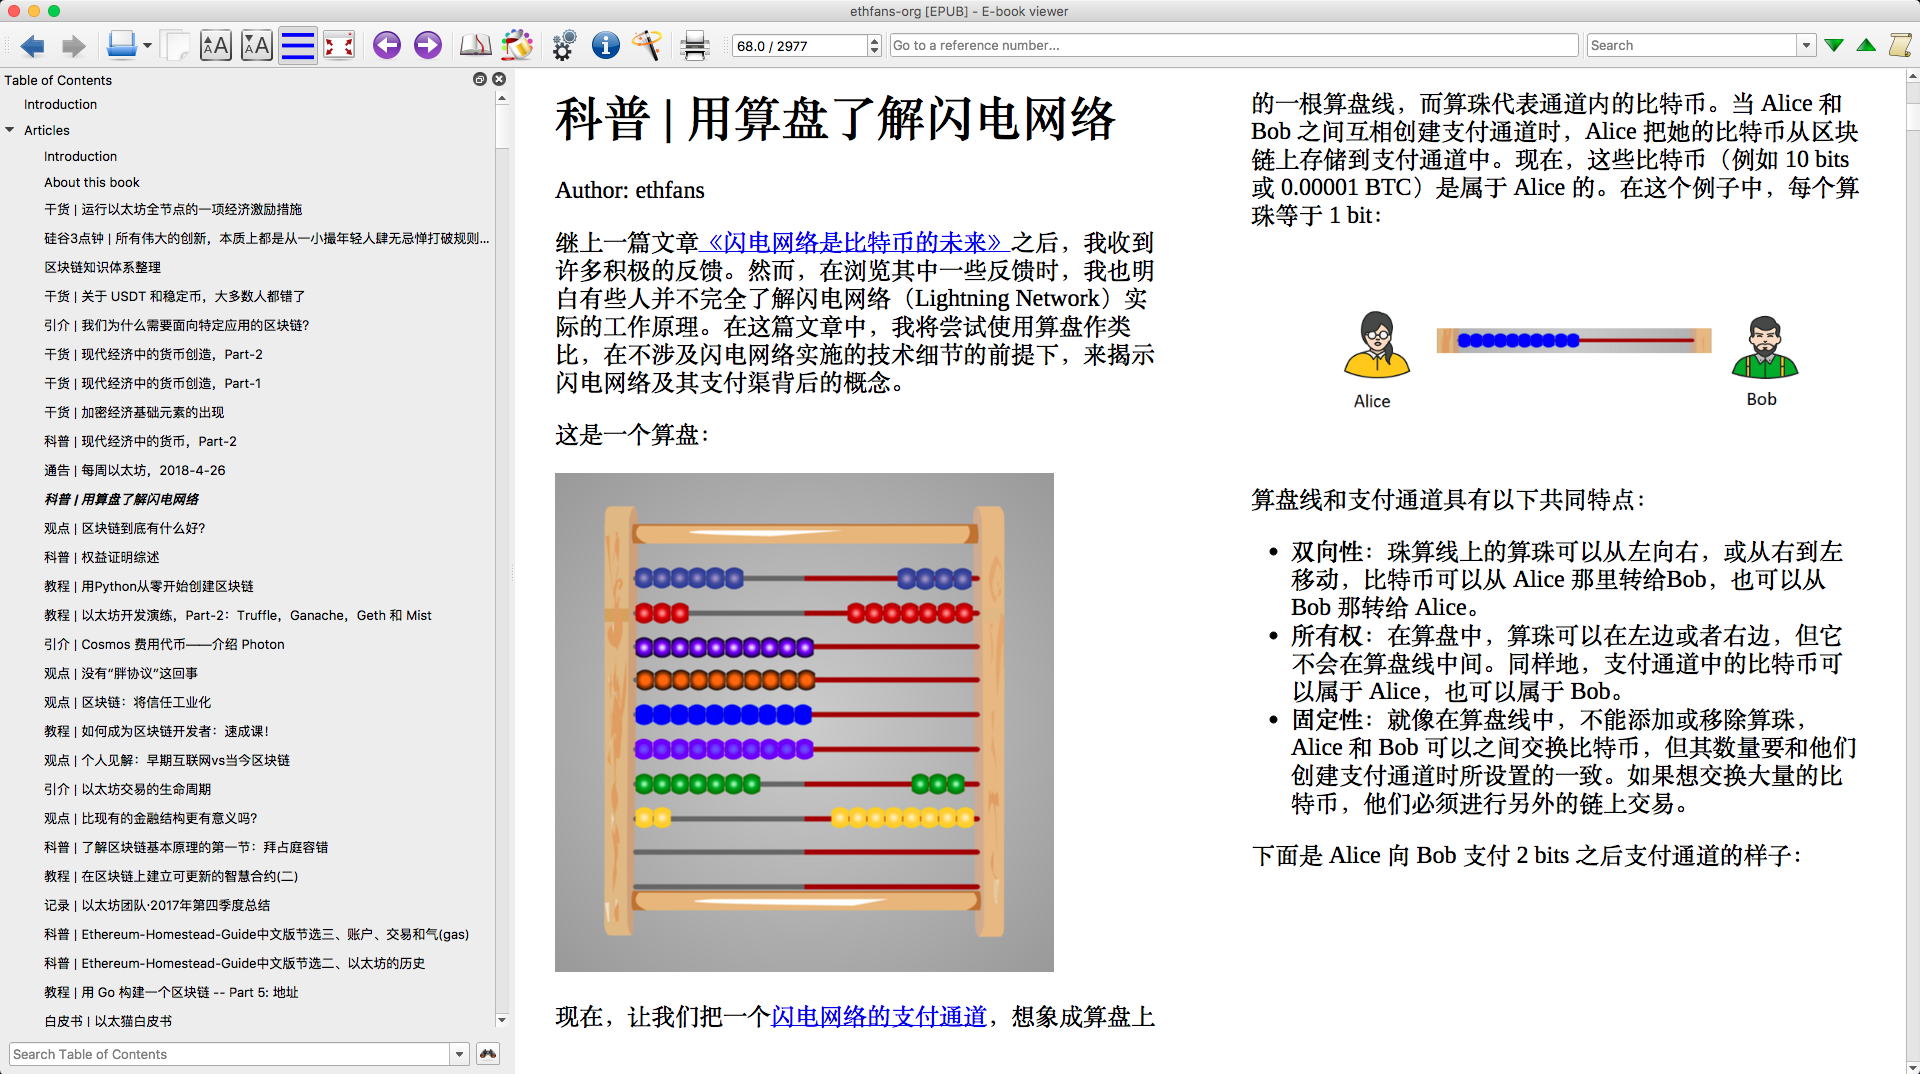 ethfans-org [EPUB] - E-book viewer
68.0 / 2977
Go to a reference number...
Search
Table of Contents
Introduction
Articles
Introduction
About this book
干货 | 运行以太坊全节点的一项经济激励措施
硅谷3点钟 | 所有伟大的创新，本质上都是从一小撮年轻人肆无忌惮打破规则...
区块链知识体系整理
干货 | 关于 USDT 和稳定币，大多数人都错了
引介 | 我们为什么需要面向特定应用的区块链?
干货 | 现代经济中的货币创造，Part-2
干货 | 现代经济中的货币创造，Part-1
干货 | 加密经济基础元素的出现
科普 | 现代经济中的货币，Part-2
通告 | 每周以太坊，2018-4-26
科普 | 用算盘了解闪电网络
观点 | 区块链到底有什么好?
科普 | 权益证明综述
教程 | 用Python从零开始创建区块链
教程 | 以太坊开发演练，Part-2：Truffle，Ganache，Geth 和 Mist
引介 | Cosmos 费用代币——介绍 Photon
观点 | 没有“胖协议”这回事
观点 | 区块链：将信任工业化
教程 | 如何成为区块链开发者：速成课！
观点 | 个人见解：早期互联网vs当今区块链
引介 | 以太坊交易的生命周期
观点 | 比现有的金融结构更有意义吗?
科普 | 了解区块链基本原理的第一节：拜占庭容错
教程 | 在区块链上建立可更新的智慧合约(二)
记录 | 以太坊团队·2017年第四季度总结
科普 | Ethereum-Homestead-Guide中文版节选三、账户、交易和气(gas)
科普 | Ethereum-Homestead-Guide中文版节选二、以太坊的历史
教程 | 用 Go 构建一个区块链 -- Part 5: 地址
白皮书 | 以太猫白皮书
Search Table of Contents
科普 | 用算盘了解闪电网络
Author: ethfans
继上一篇文章《闪电网络是比特币的未来》之后，我收到
许多积极的反馈。然而，在浏览其中一些反馈时，我也明
白有些人并不完全了解闪电网络（Lightning Network）实
际的工作原理。在这篇文章中，我将尝试使用算盘作类
比，在不涉及闪电网络实施的技术细节的前提下，来揭示
闪电网络及其支付渠背后的概念。
这是一个算盘：
现在，让我们把一个闪电网络的支付通道，想象成算盘上
的一根算盘线，而算珠代表通道内的比特币。当 Alice 和
Bob 之间互相创建支付通道时，Alice 把她的比特币从区块
链上存储到支付通道中。现在，这些比特币（例如 10 bits
或 0.00001 BTC）是属于 Alice 的。在这个例子中，每个算
珠等于 1 bit：
Alice
Bob
算盘线和支付通道具有以下共同特点：
• 双向性：珠算线上的算珠可以从左向右，或从右到左
移动，比特币可以从 Alice 那里转给Bob，也可以从
Bob 那转给 Alice。
• 所有权：在算盘中，算珠可以在左边或者右边，但它
不会在算盘线中间。同样地，支付通道中的比特币可
以属于 Alice，也可以属于 Bob。
• 固定性：就像在算盘线中，不能添加或移除算珠，
Alice 和 Bob 可以之间交换比特币，但其数量要和他们
创建支付通道时所设置的一致。如果想交换大量的比
特币，他们必须进行另外的链上交易。
下面是 Alice 向 Bob 支付 2 bits 之后支付通道的样子：